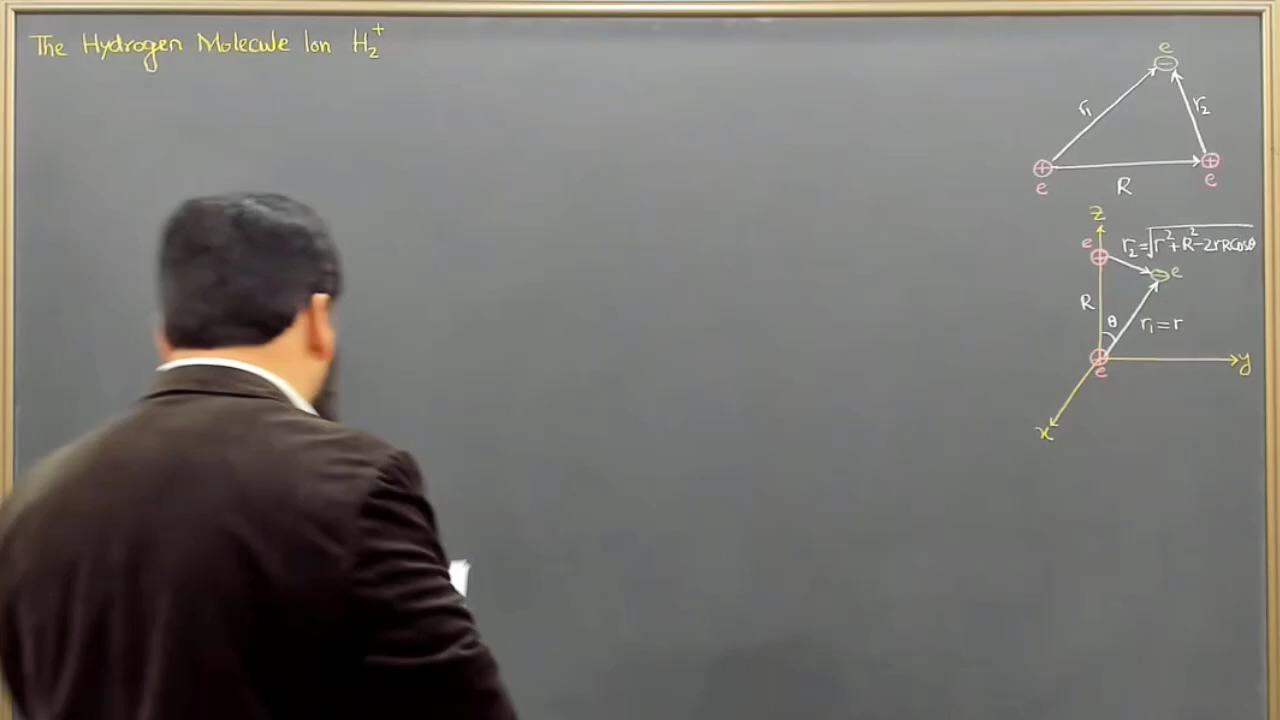 The Hydrogen Molecule Ion H₂⁺
e
−
r₁
r₂
+
+
e
R
e
z
e
+
r₂=√r²+R²-2rRcosθ
− e
R
θ
r₁=r
+
e
y
x